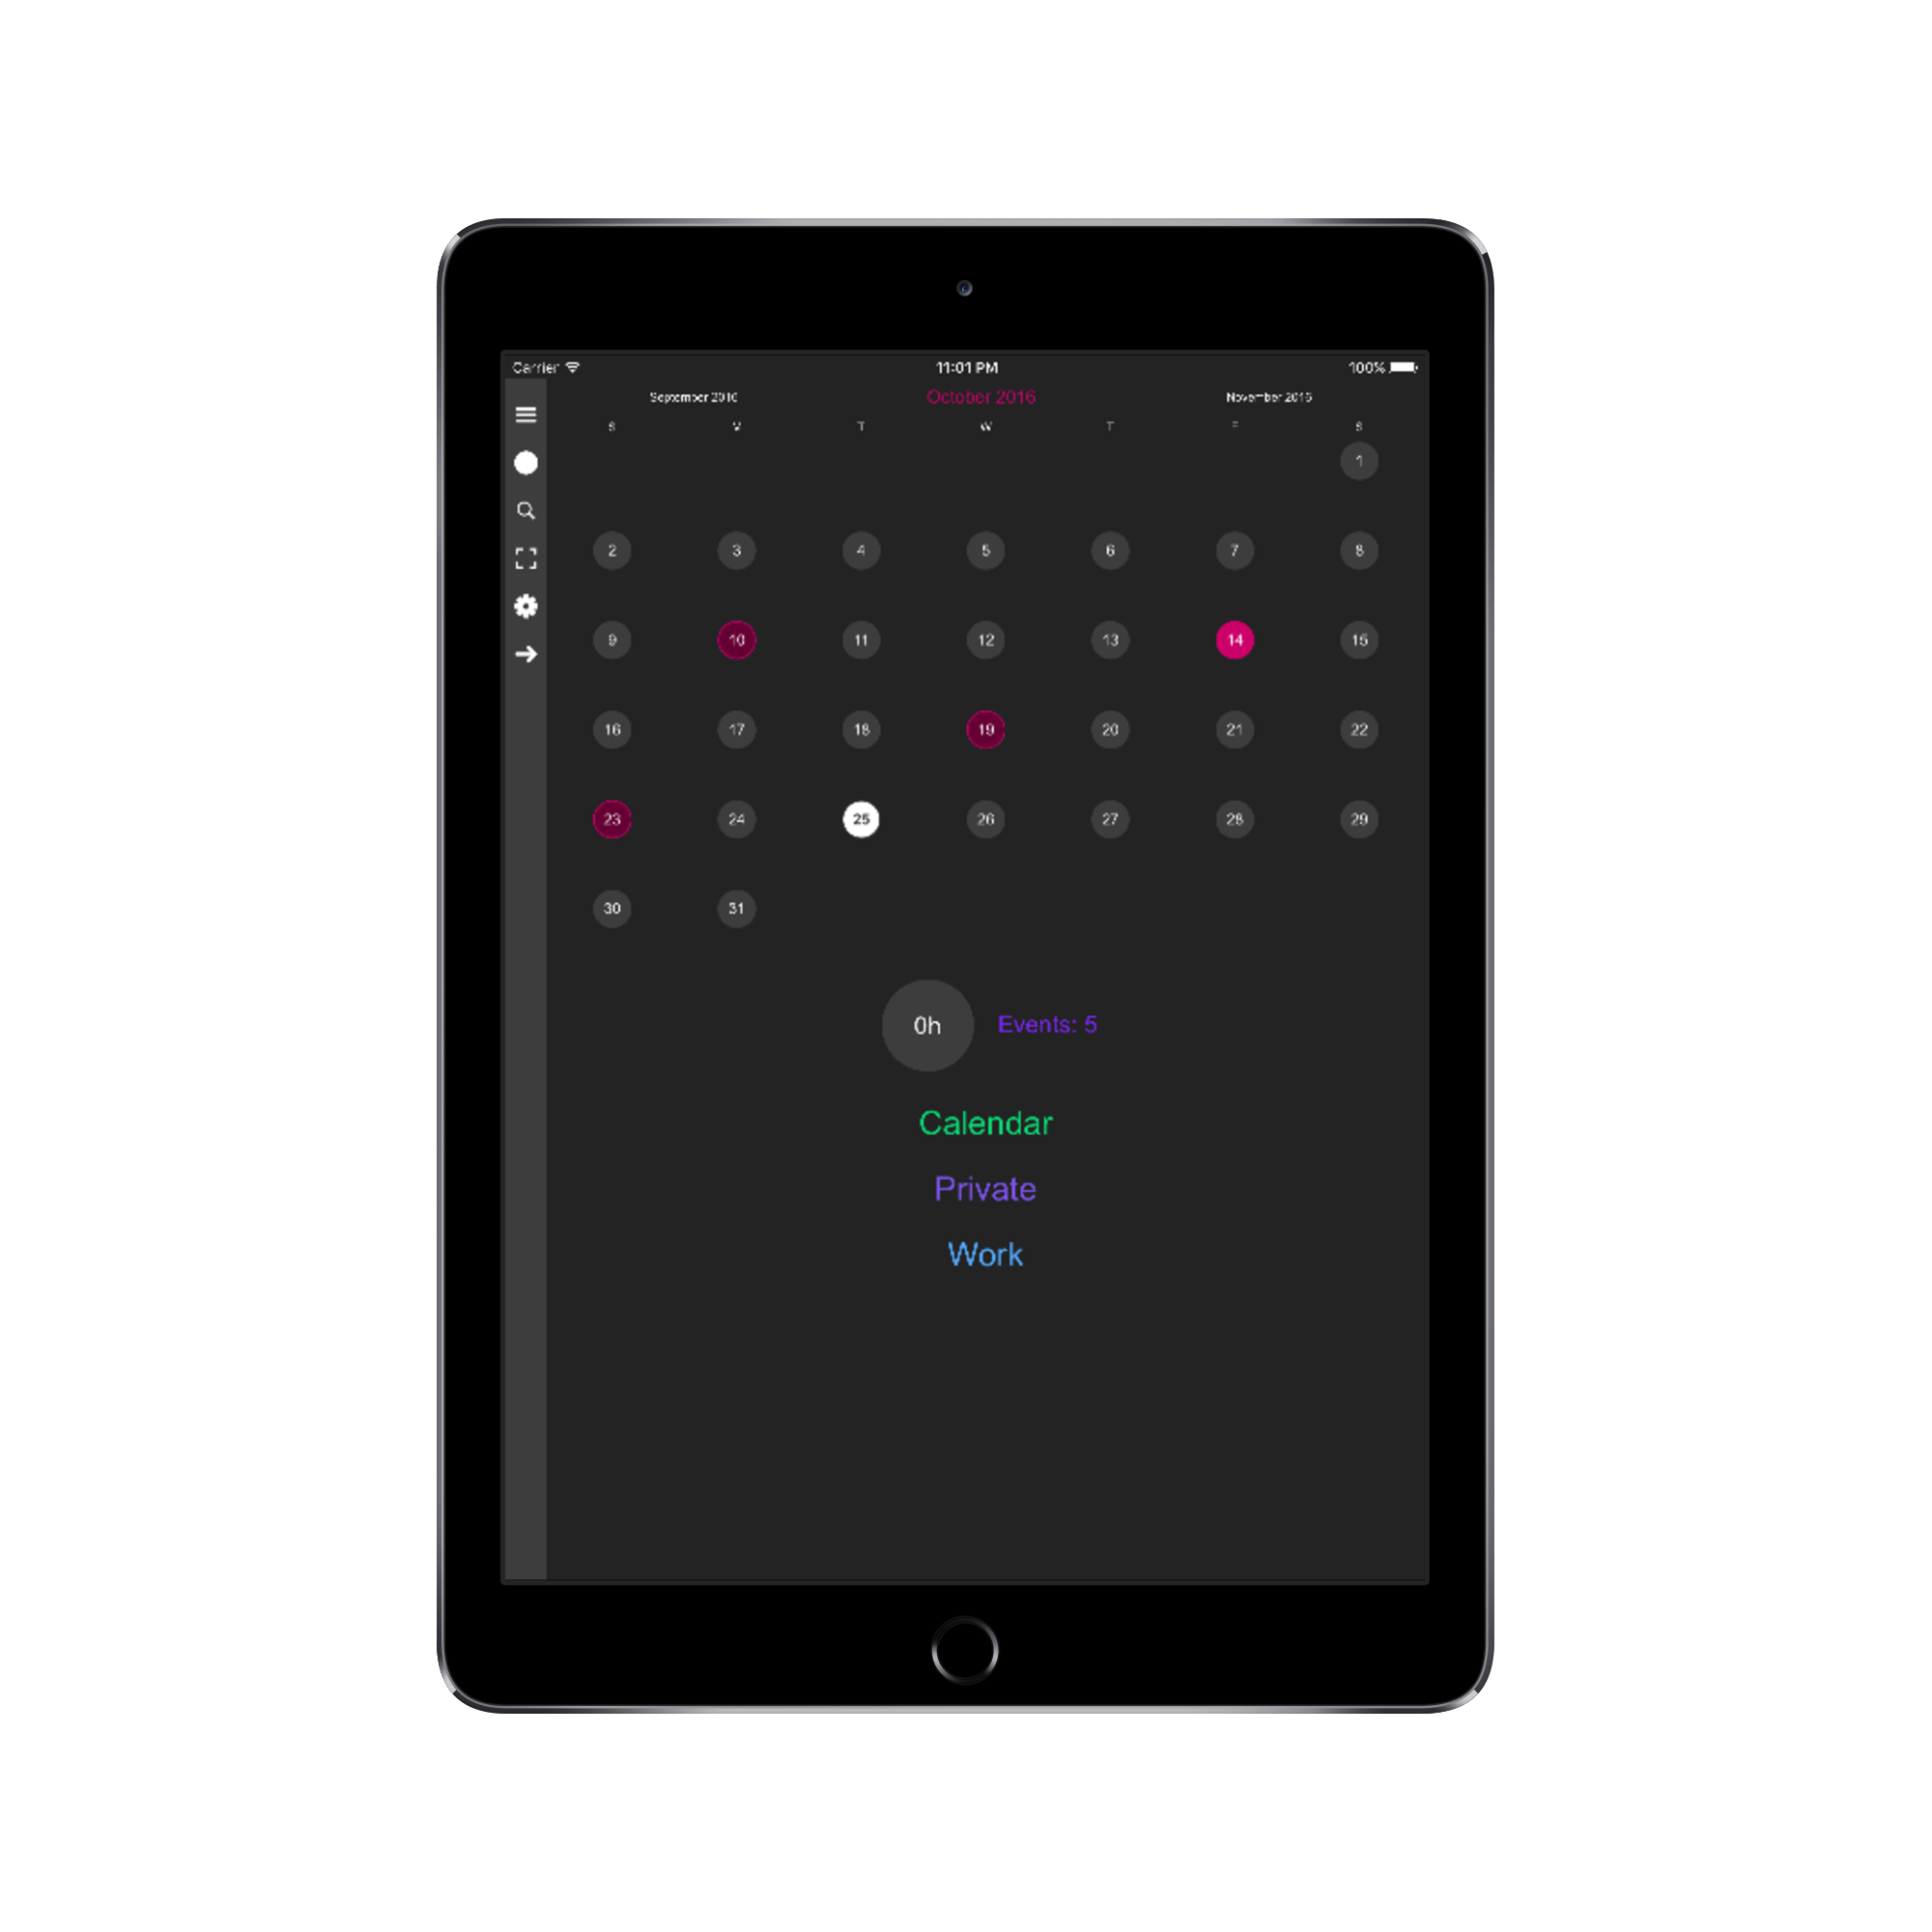 Carrier 11:01 PM 100%
September 2016 October 2016 November 2016
S M T W T F S
1
2 3 4 5 6 7 8
9 10 11 12 13 14 15
16 17 18 19 20 21 22
23 24 25 26 27 28 29
30 31
0h Events: 5
Calendar
Private
Work